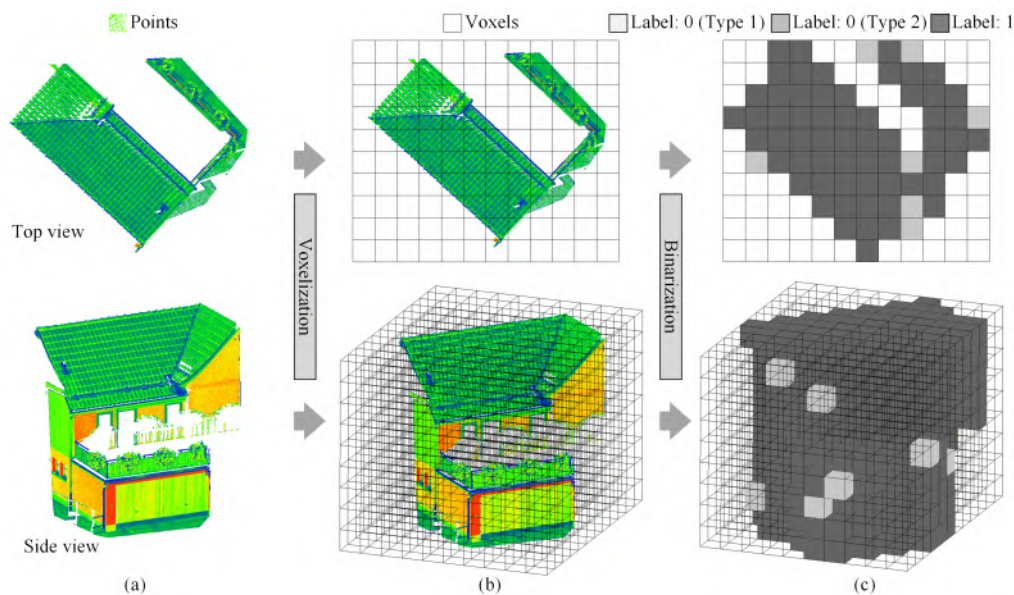 Points
Voxels
Label: 0 (Type 1)
Label: 0 (Type 2)
Label: 1
Top view
Voxelization
Binarization
Side view
(a)
(b)
(c)